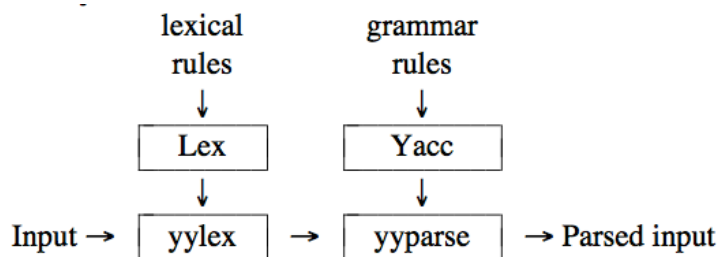 lexical grammar
rules rules
↓ ↓
Lex Yacc
↓ ↓
Input → yylex → yyparse → Parsed input